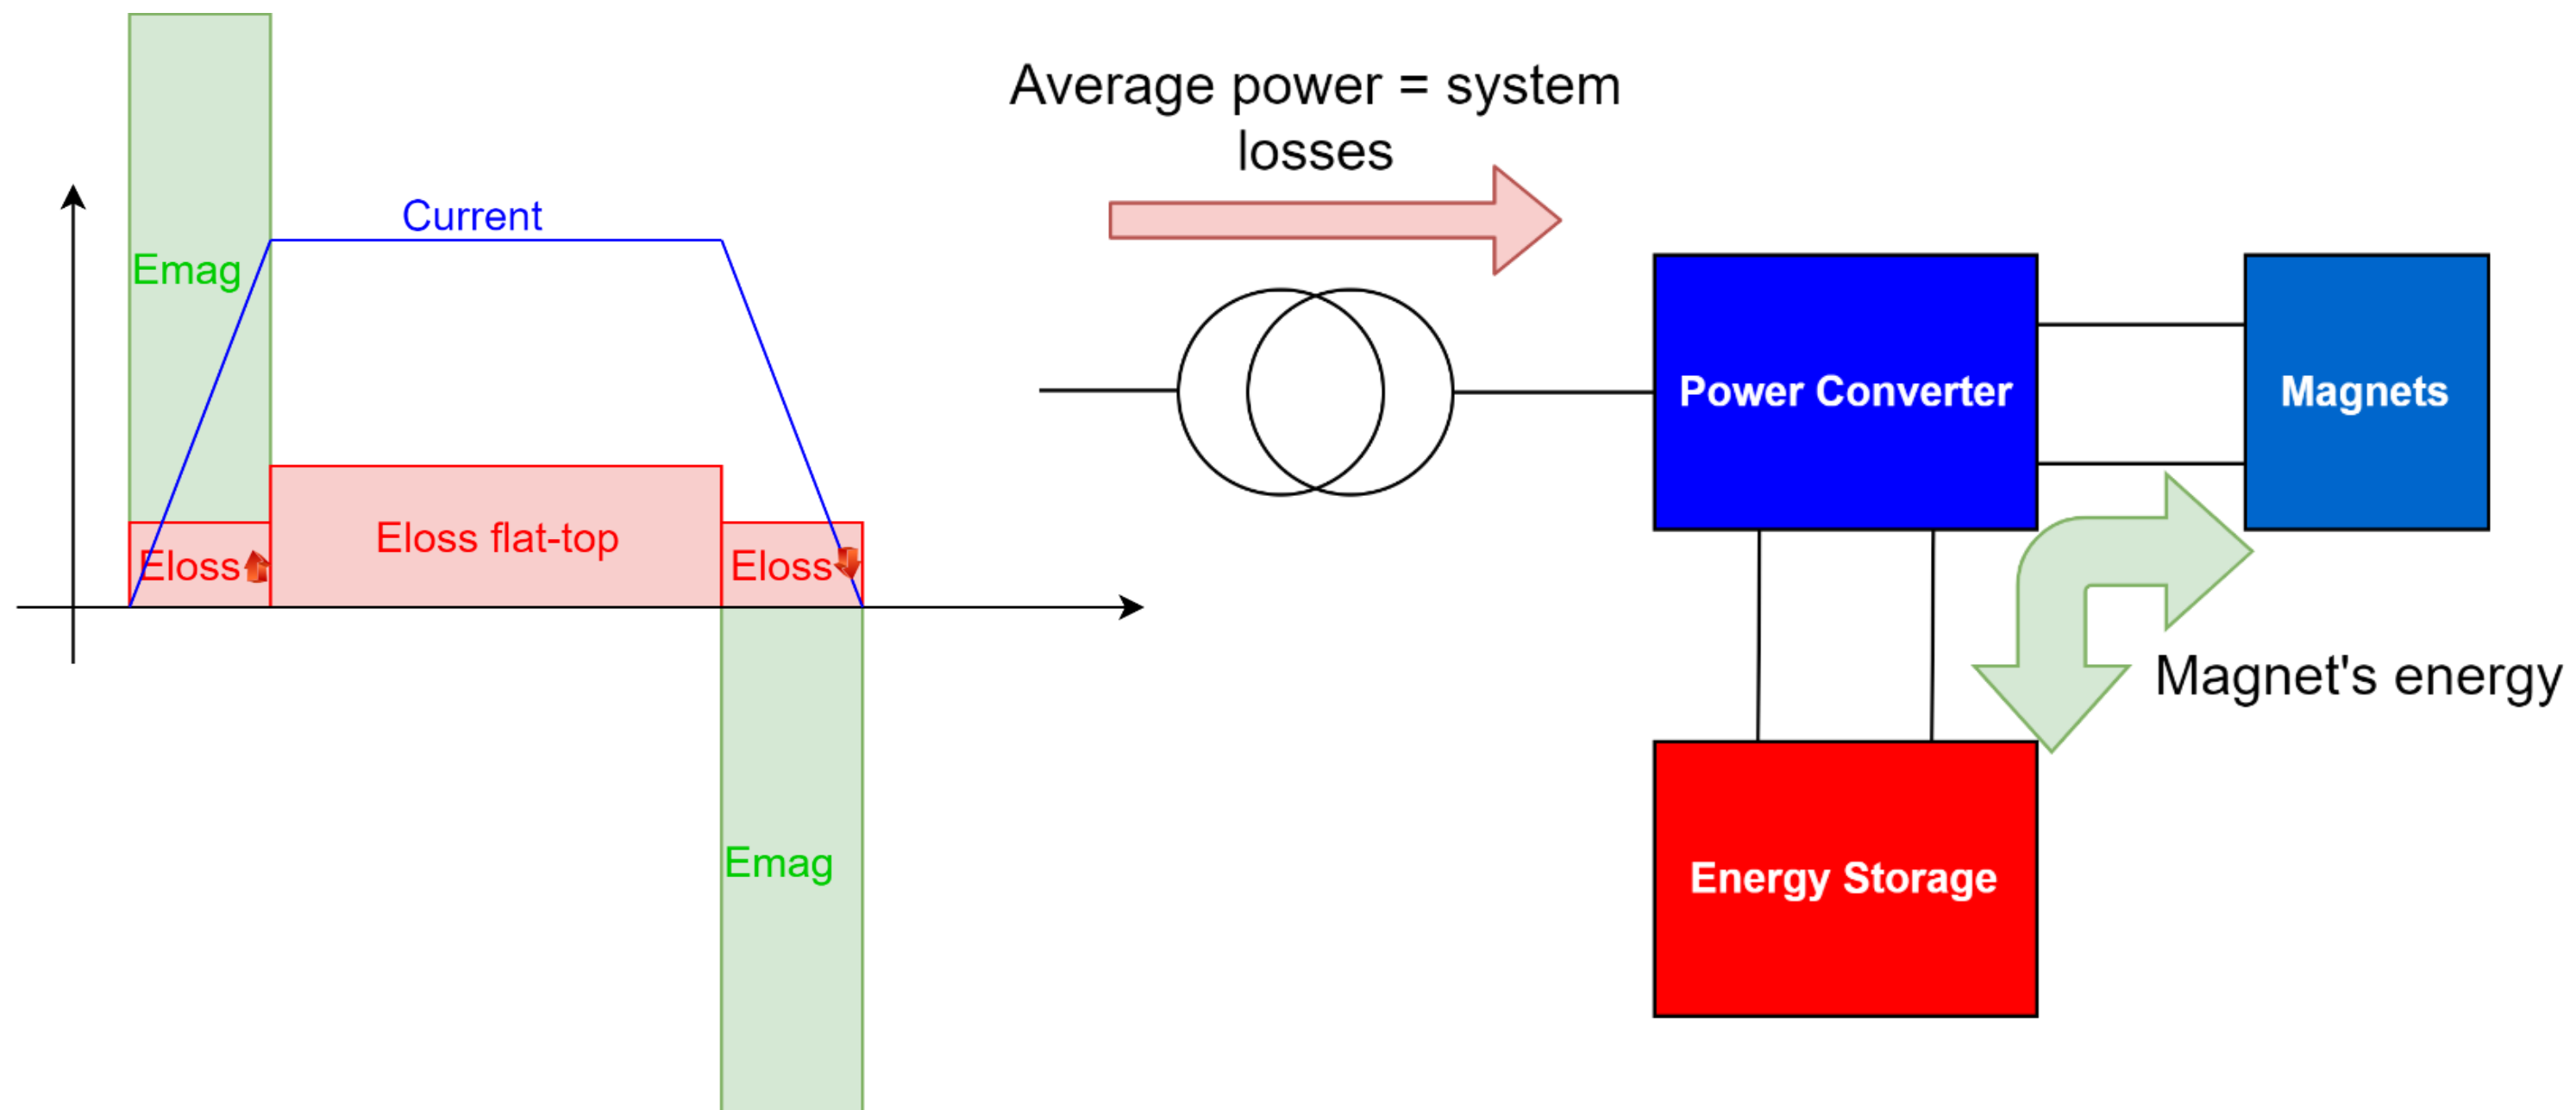 Average power = system
losses
Current
Emag
Eloss flat-top
Eloss
Eloss
Emag
Power Converter
Magnets
Magnet's energy
Energy Storage